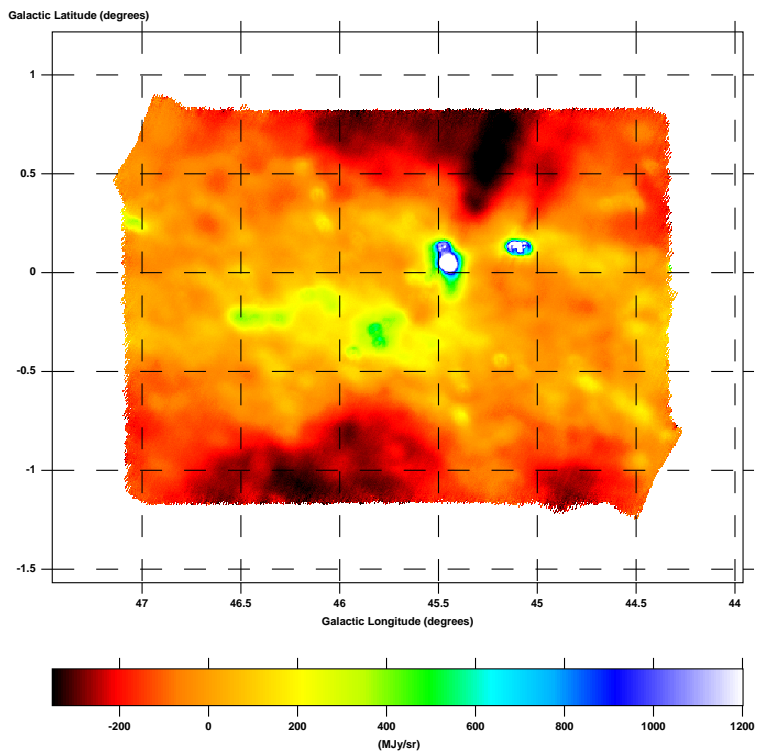 Galactic Latitude (degrees)
1
0.5
0
-0.5
-1
-1.5
47 46.5 46 45.5 45 44.5 44
Galactic Longitude (degrees)
-200 0 200 400 600 800 1000 1200
(MJy/sr)